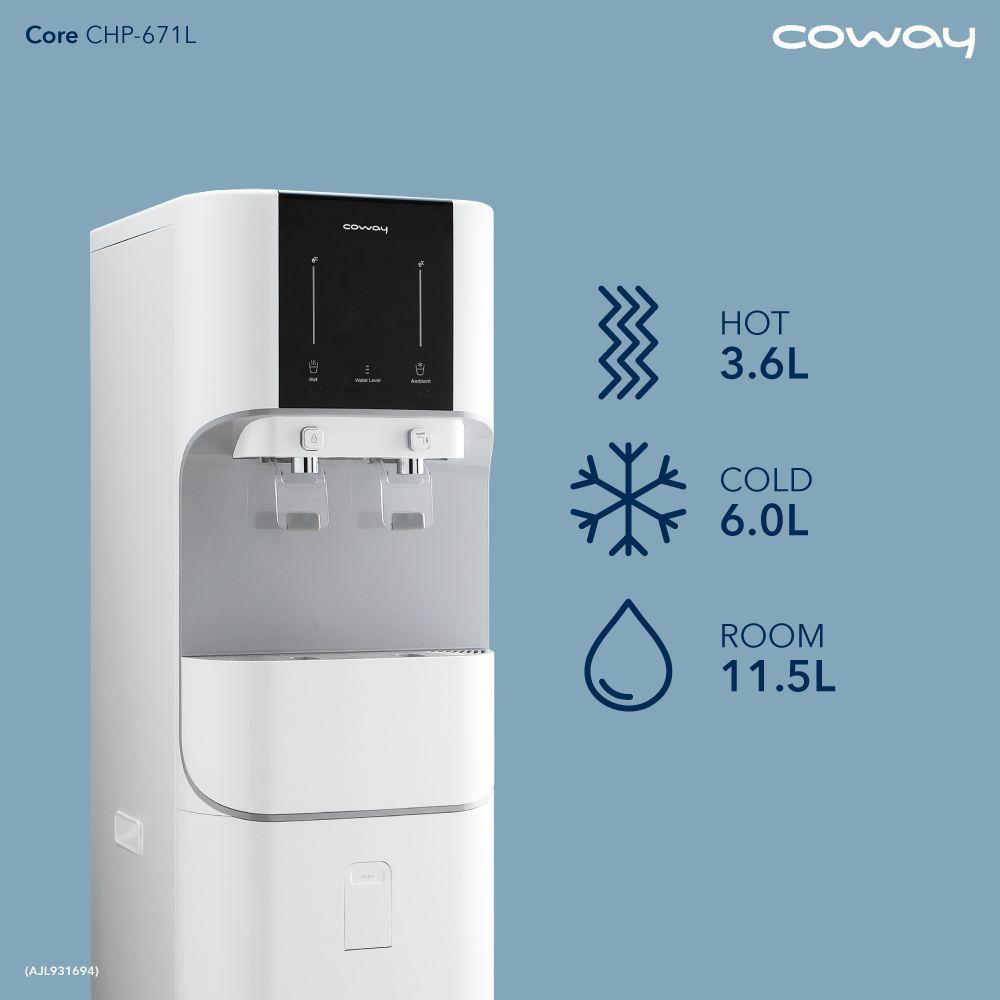 Core CHP-671L
coway
coway
Hot
Water Level
Ambient
HOT
3.6L
COLD
6.0L
ROOM
11.5L
(AJL931694)